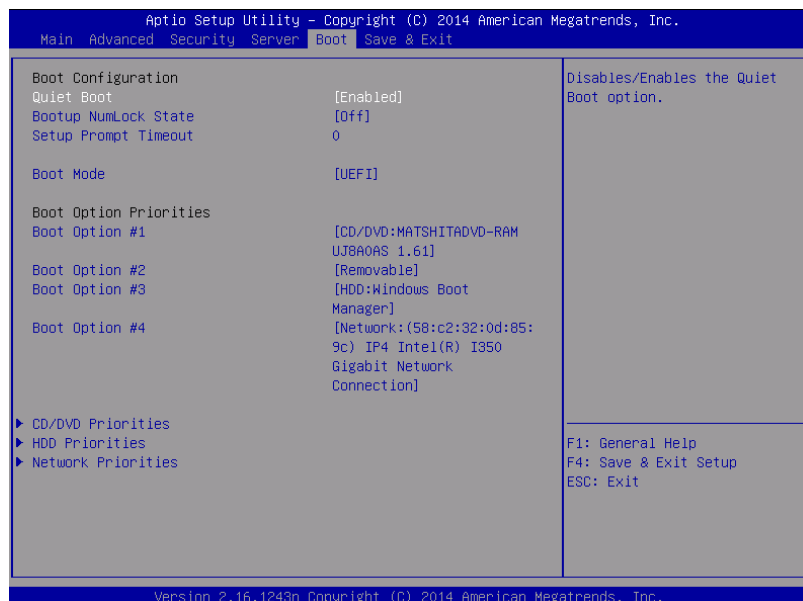 Aptio Setup Utility – Copyright (C) 2014 American Megatrends, Inc.
Main Advanced Security Server Boot Save & Exit
Boot Configuration
Quiet Boot [Enabled]
Bootup NumLock State [Off]
Setup Prompt Timeout 0
Boot Mode [UEFI]
Boot Option Priorities
Boot Option #1 [CD/DVD:MATSHITADVD-RAM
UJ8A0AS 1.61]
Boot Option #2 [Removable]
Boot Option #3 [HDD:Windows Boot
Manager]
Boot Option #4 [Network:(58:c2:32:0d:85:
9c) IP4 Intel(R) I350
Gigabit Network
Connection]
CD/DVD Priorities
HDD Priorities
Network Priorities
Disables/Enables the Quiet
Boot option.
F1: General Help
F4: Save & Exit Setup
ESC: Exit
Version 2.16.1243n Copyright (C) 2014 American Megatrends, Inc.